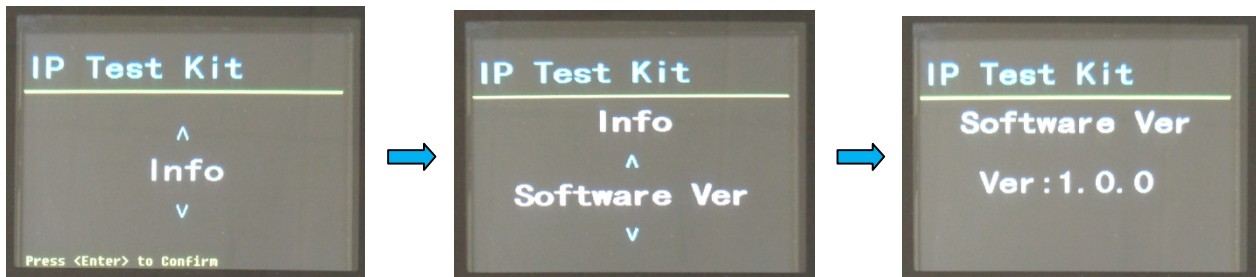 IP Test Kit
^
Info
v
Press <Enter> to Confirm
IP Test Kit
Info
^
Software Ver
v
IP Test Kit
Software Ver
Ver:1.0.0